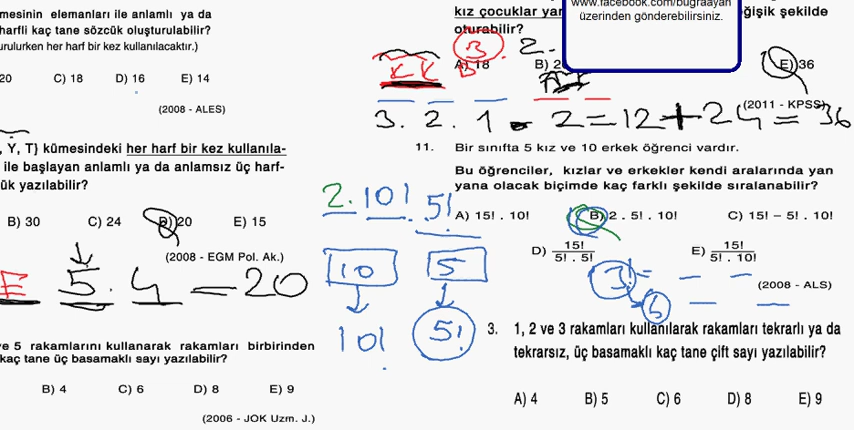 mesinin elemanları ile anlamlı ya da
harfli kaç tane sözcük oluşturulabilir?
urulurken her harf bir kez kullanılacaktır.)
20 C) 18 D) 16 E) 14
(2008 - ALES)
, Y, T} kümesindeki her harf bir kez kullanıla-
ile başlayan anlamlı ya da anlamsız üç harf-
ük yazılabilir?
B) 30 C) 24 D) 20 E) 15
(2008 - EGM Pol. Ak.)
E 5 . 4 = 20
ve 5 rakamlarını kullanarak rakamları birbirinden
kaç tane üç basamaklı sayı yazılabilir?
B) 4 C) 6 D) 8 E) 9
(2006 - JOK Uzm. J.)
kız çocuklar yan
www.facebook.com/bugraayan
üzerinden gönderebilirsiniz.
ğişik şekilde
oturabilir?
3 2.
A) 18 B) 2 E) 36
KK
(2011 - KPSS)
3. 2. 1 . 2 = 12 + 24 = 36
11. Bir sınıfta 5 kız ve 10 erkek öğrenci vardır.
Bu öğrenciler, kızlar ve erkekler kendi aralarında yan
yana olacak biçimde kaç farklı şekilde sıralanabilir?
2. 10! . 5!
A) 15! . 10! B) 2 . 5! . 10! C) 15! – 5! . 10!
D) 15! / 5! . 5! E) 15! / 5! . 10!
(2008 - ALS)
10 5
10! 5!
3! = 6
3. 1, 2 ve 3 rakamları kullanılarak rakamları tekrarlı ya da
tekrarsız, üç basamaklı kaç tane çift sayı yazılabilir?
A) 4 B) 5 C) 6 D) 8 E) 9